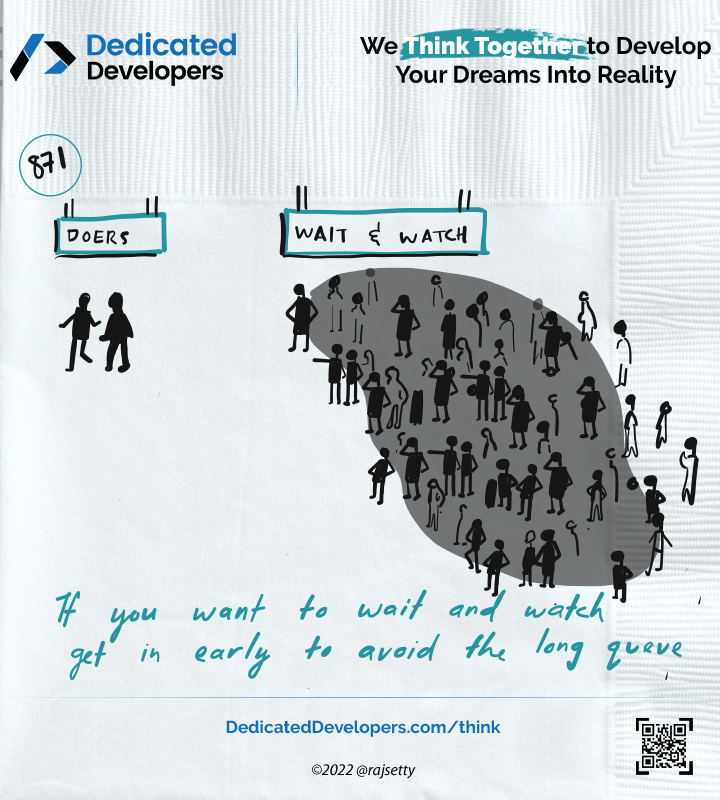 Dedicated
Developers
We Think Together to Develop
Your Dreams Into Reality
871
DOERS
WAIT & WATCH
If you want to wait and watch
get in early to avoid the long queue
DedicatedDevelopers.com/think
©2022 @rajsetty